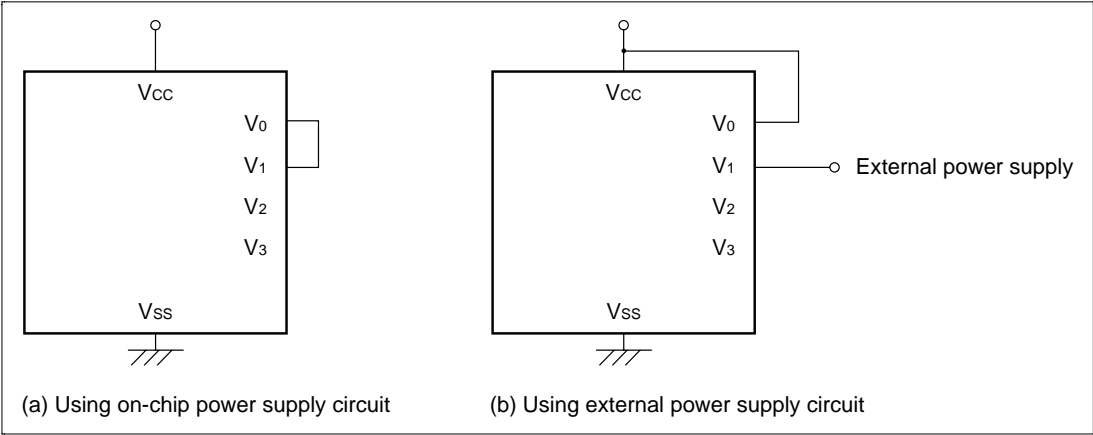 VCC
V0
V1
V2
V3
VSS
(a) Using on-chip power supply circuit
VCC
V0
V1
External power supply
V2
V3
VSS
(b) Using external power supply circuit